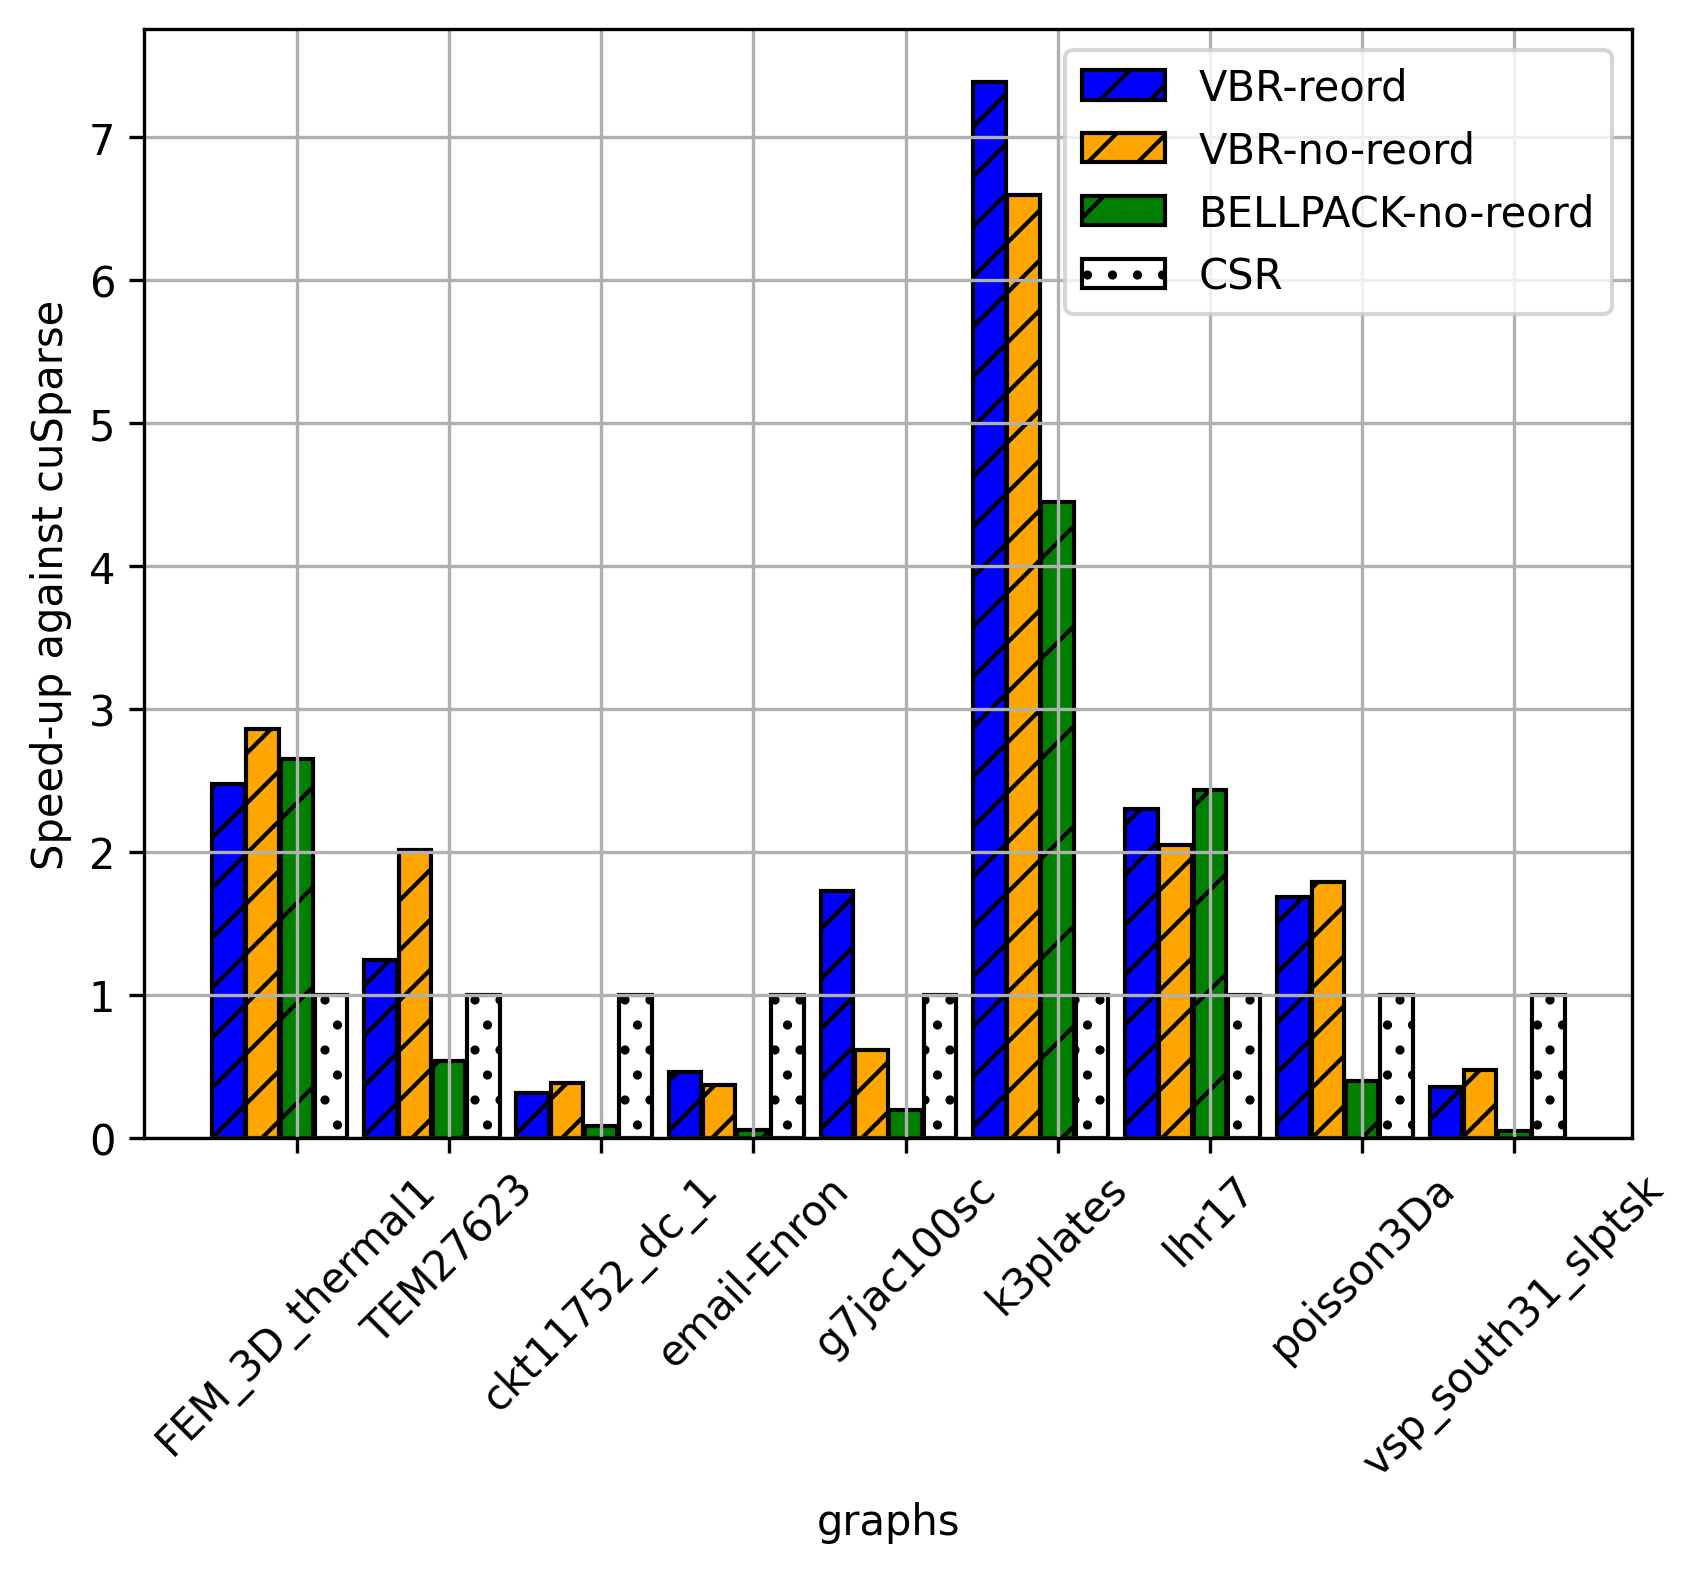 VBR-reord
VBR-no-reord
BELLPACK-no-reord
CSR
Speed-up against cuSparse
7
6
5
4
3
2
1
0
FEM_3D_thermal1
TEM27623
ckt11752_dc_1
email-Enron
g7jac100sc
k3plates
lhr17
poisson3Da
vsp_south31_slptsk
graphs